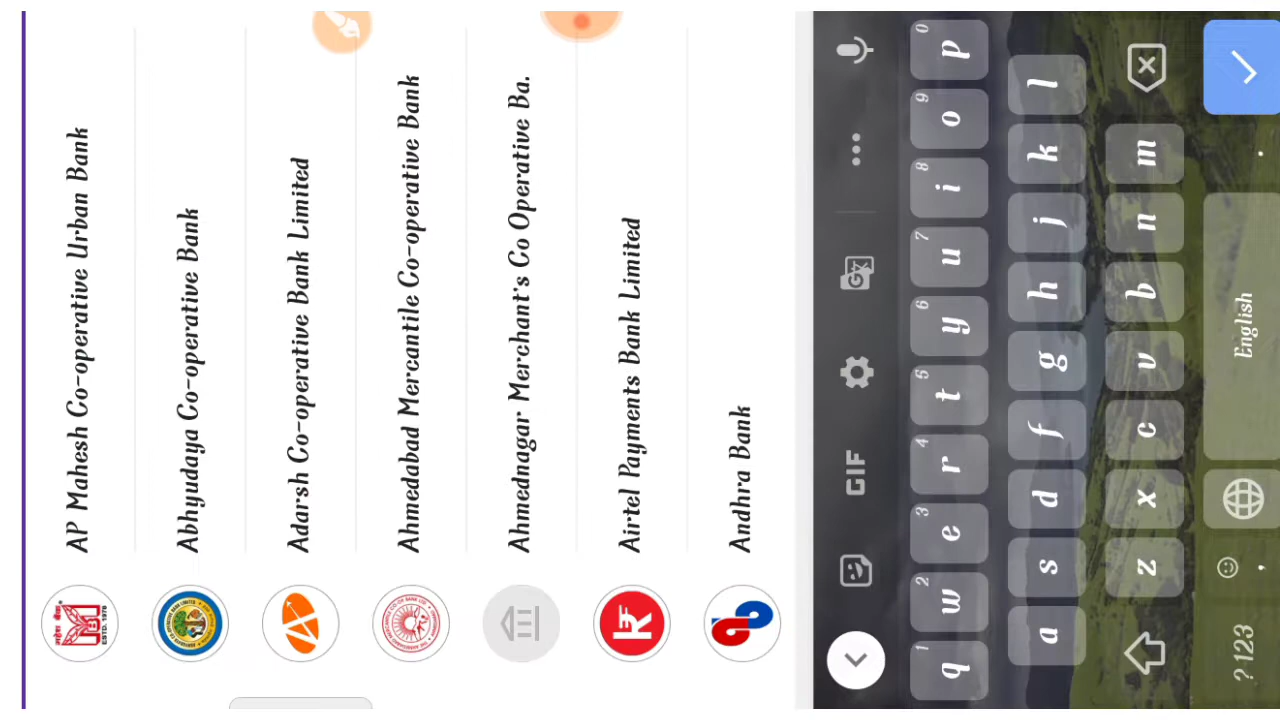 AP Mahesh Co-operative Urban Bank
Abhyudaya Co-operative Bank
Adarsh Co-operative Bank Limited
Ahmedabad Mercantile Co-operative Bank
Ahmednagar Merchant's Co Operative Ba.
Airtel Payments Bank Limited
Andhra Bank
ESTD. 1978
GIF
1 2 3 4 5 6 7 8 9 0
q w e r t y u i o p
a s d f g h j k l
z x c v b n m
?123 , English .